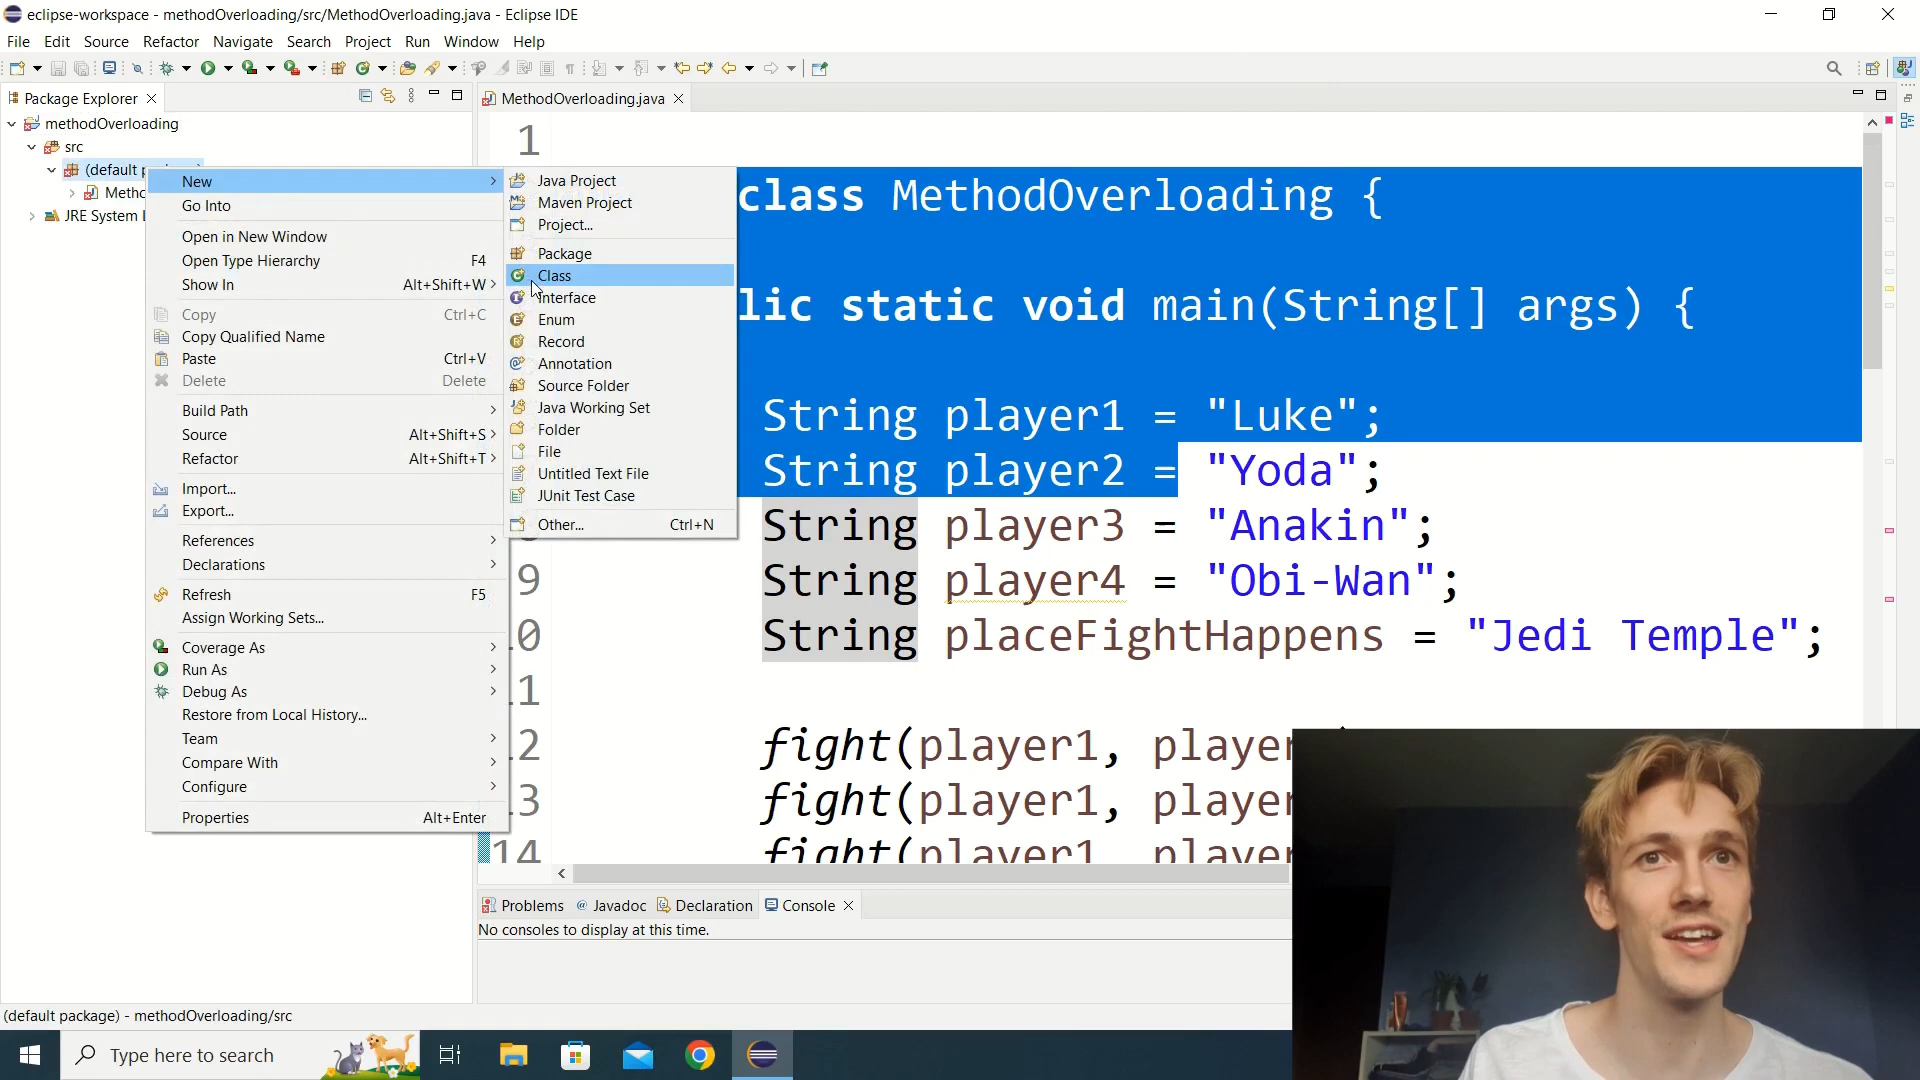 eclipse-workspace - methodOverloading/src/MethodOverloading.java - Eclipse IDE
File Edit Source Refactor Navigate Search Project Run Window Help
Package Explorer
MethodOverloading.java
methodOverloading
src
(default
JRE System
New
Go Into
Open in New Window
Open Type Hierarchy F4
Show In Alt+Shift+W
Copy Ctrl+C
Copy Qualified Name
Paste Ctrl+V
Delete Delete
Build Path
Source Alt+Shift+S
Refactor Alt+Shift+T
Import...
Export...
References
Declarations
Refresh F5
Assign Working Sets...
Coverage As
Run As
Debug As
Restore from Local History...
Team
Compare With
Configure
Properties Alt+Enter
Java Project
Maven Project
Project...
Package
Class
Interface
Enum
Record
Annotation
Source Folder
Java Working Set
Folder
File
Untitled Text File
JUnit Test Case
Other... Ctrl+N
1
class MethodOverloading {
static void main(String[] args) {
String player1 = "Luke";
String player2 = "Yoda";
String player3 = "Anakin";
9 String player4 = "Obi-Wan";
10 String placeFightHappens = "Jedi Temple";
11
12 fight(player1,
13 fight(player1,
14 fight(player1
Problems Javadoc Declaration Console
No consoles to display at this time.
(default package) - methodOverloading/src
Type here to search